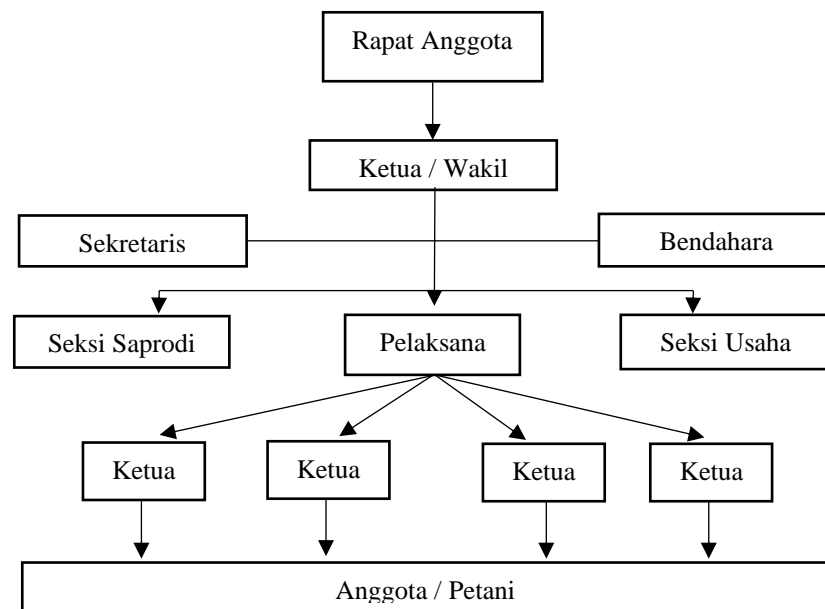 Rapat Anggota
Ketua / Wakil
Sekretaris
Bendahara
Seksi Saprodi
Pelaksana
Seksi Usaha
Ketua
Ketua
Ketua
Ketua
Anggota / Petani